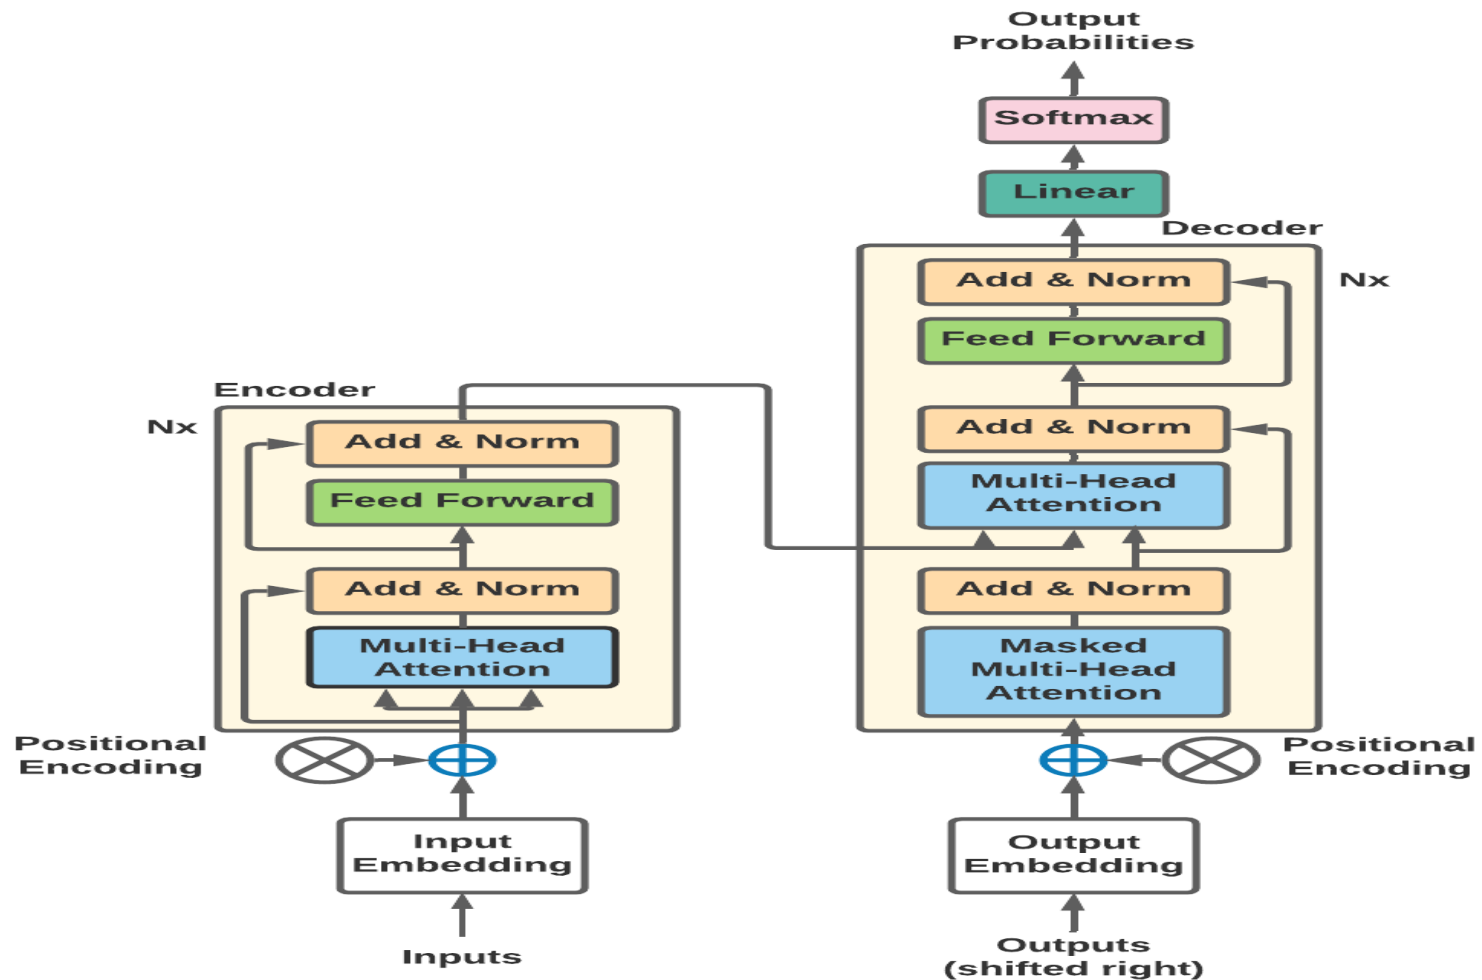 Output
Probabilities
Softmax
Linear
Decoder
Add & Norm
Nx
Feed Forward
Add & Norm
Multi-Head
Attention
Add & Norm
Masked
Multi-Head
Attention
Positional
Encoding
Output
Embedding
Outputs
(shifted right)
Encoder
Nx
Add & Norm
Feed Forward
Add & Norm
Multi-Head
Attention
Positional
Encoding
Input
Embedding
Inputs